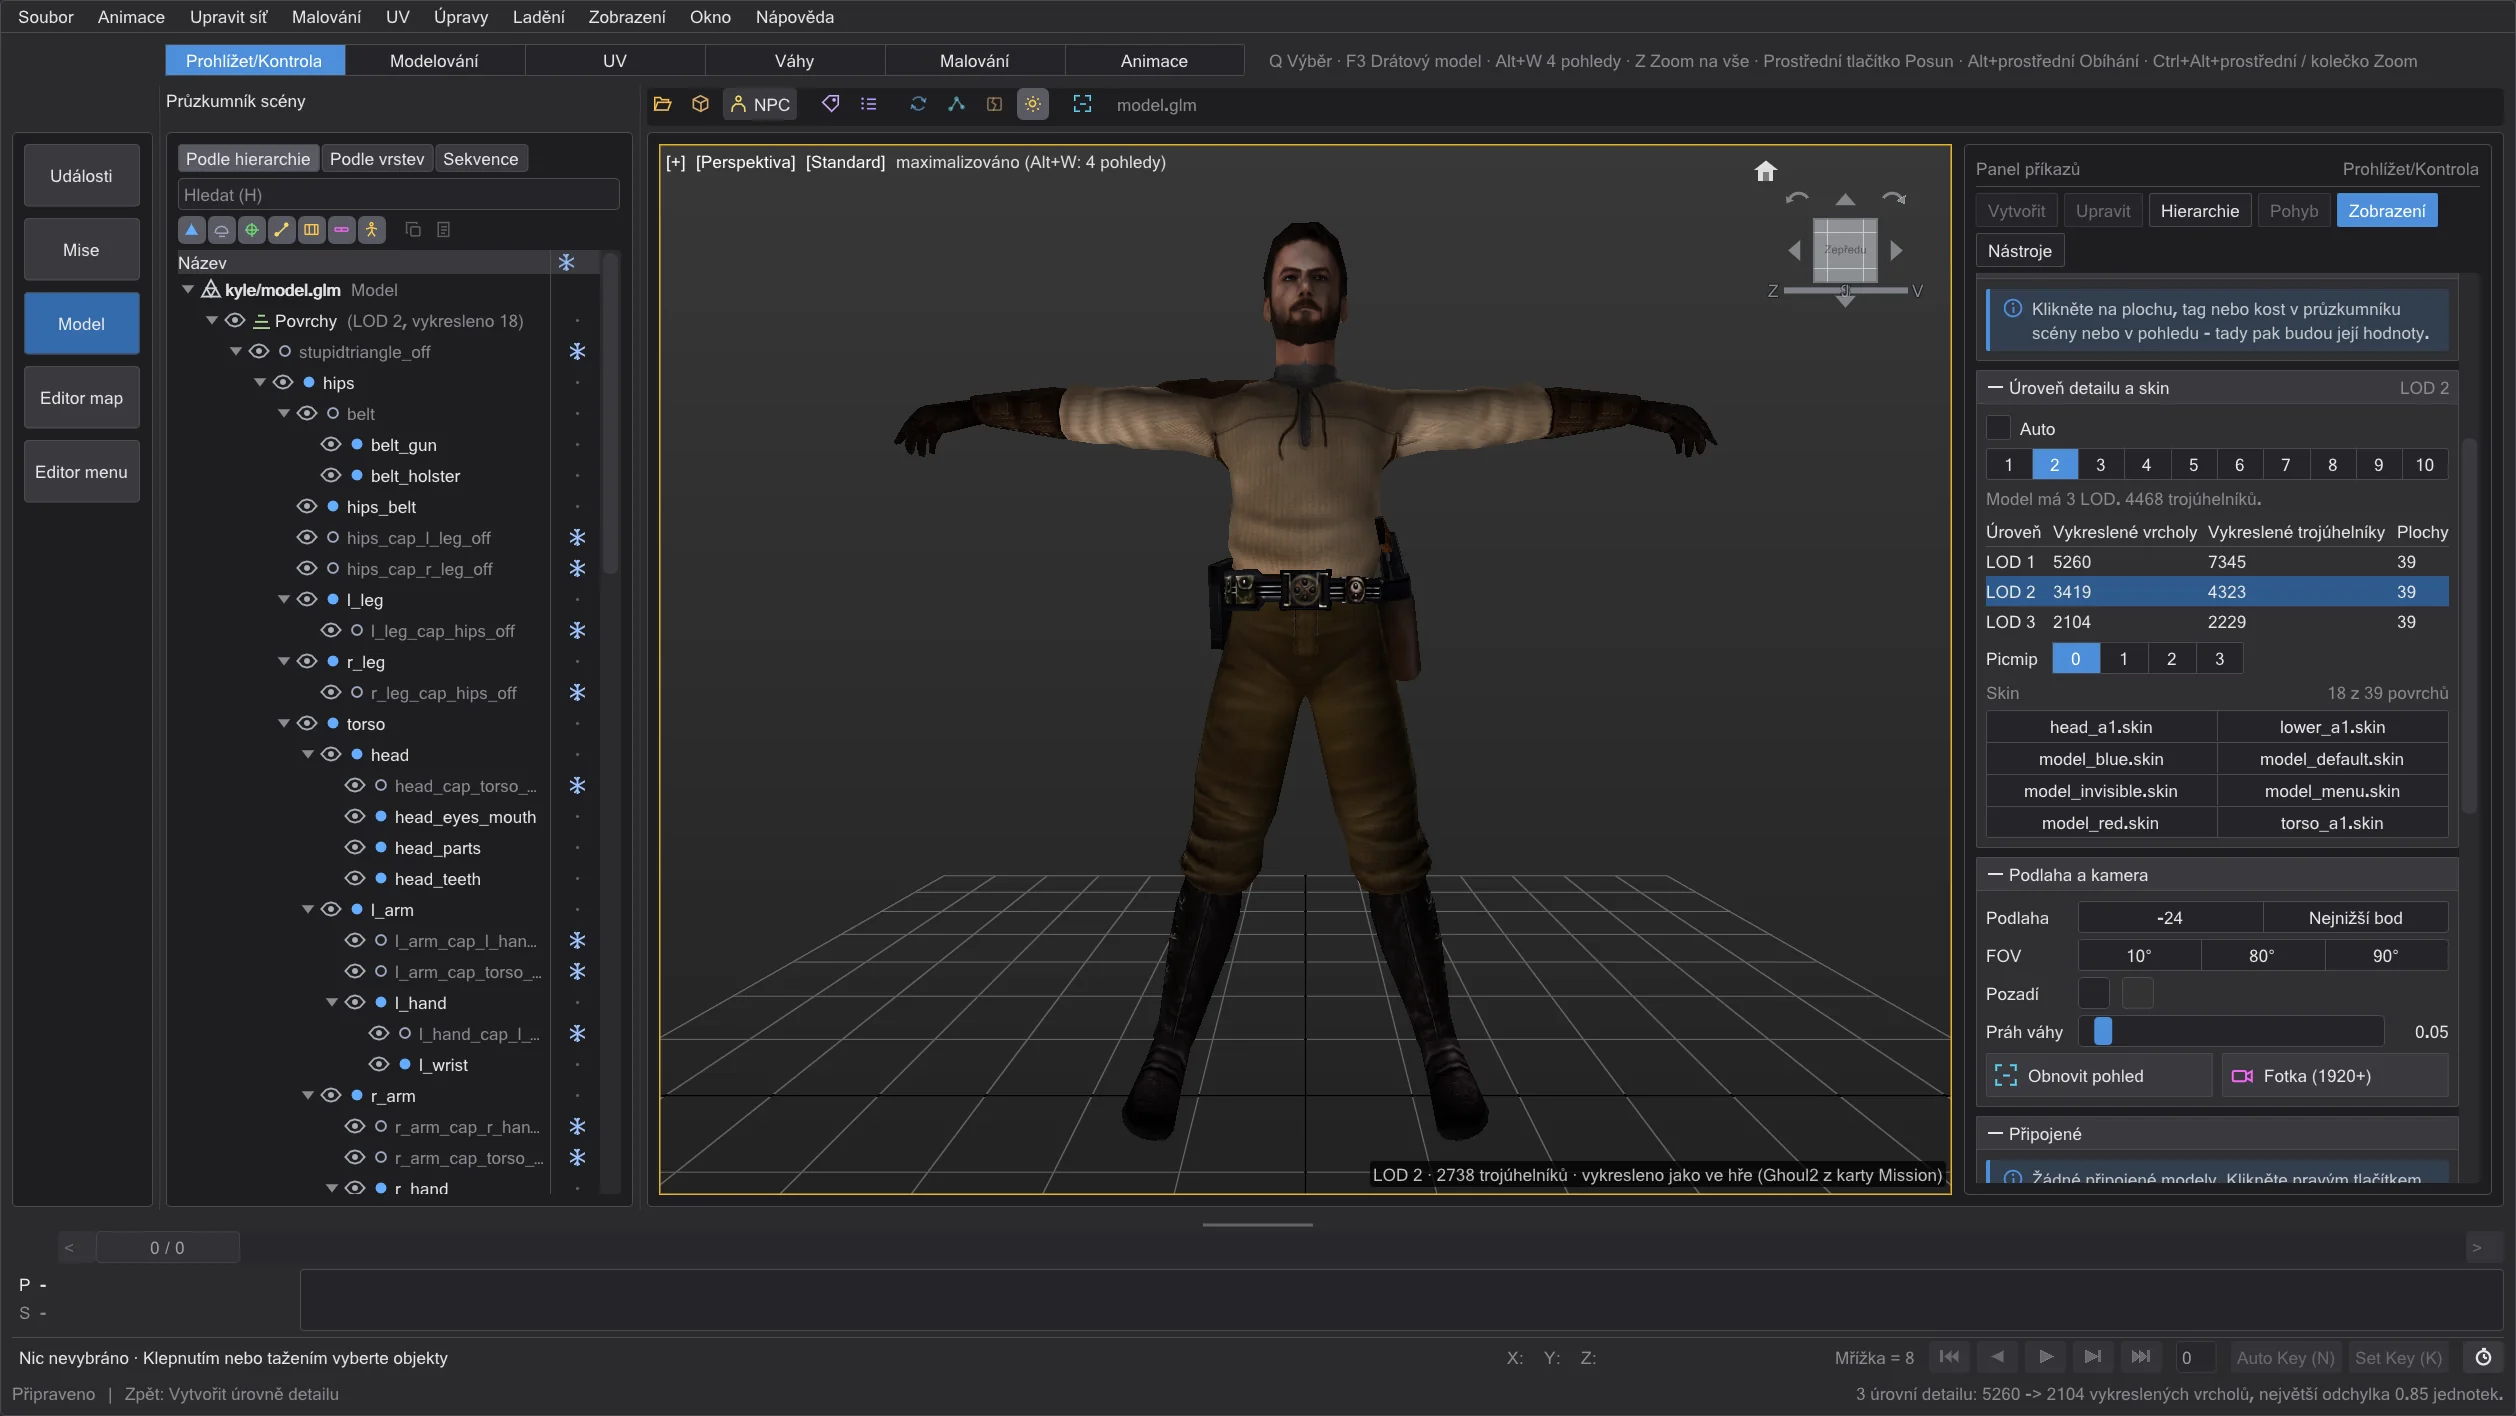 Soubor Animace Upravit síť Malování UV Úpravy Ladění Zobrazení Okno Nápověda
Prohlížet/Kontrola Modelování UV Váhy Malování Animace Q Výběr · F3 Drátový model · Alt+W 4 pohledy · Z Zoom na vše · Prostřední tlačítko Posun · Alt+prostřední Obíhání · Ctrl+Alt+prostřední / kolečko Zoom
Průzkumník scény
NPC model.glm
Události
Mise
Model
Editor map
Editor menu
Podle hierarchie Podle vrstev Sekvence
Hledat (H)
Název
kyle/model.glm Model
Povrchy (LOD 2, vykresleno 18)
stupidtriangle_off
hips
belt
belt_gun
belt_holster
hips_belt
hips_cap_l_leg_off
hips_cap_r_leg_off
l_leg
l_leg_cap_hips_off
r_leg
r_leg_cap_hips_off
torso
head
head_cap_torso_...
head_eyes_mouth
head_parts
head_teeth
l_arm
l_arm_cap_l_han...
l_arm_cap_torso_...
l_hand
l_hand_cap_l_...
l_wrist
r_arm
r_arm_cap_r_han...
r_arm_cap_torso_...
r_hand
[+] [Perspektiva] [Standard] maximalizováno (Alt+W: 4 pohledy)
Zepředu
Z V
LOD 2 · 2738 trojúhelníků · vykresleno jako ve hře (Ghoul2 z karty Mission)
Panel příkazů Prohlížet/Kontrola
Vytvořit Upravit Hierarchie Pohyb Zobrazení
Nástroje
Klikněte na plochu, tag nebo kost v průzkumníku
scény nebo v pohledu - tady pak budou její hodnoty.
Úroveň detailu a skin LOD 2
Auto
1 2 3 4 5 6 7 8 9 10
Model má 3 LOD. 4468 trojúhelníků.
Úroveň Vykreslené vrcholy Vykreslené trojúhelníky Plochy
LOD 1 5260 7345 39
LOD 2 3419 4323 39
LOD 3 2104 2229 39
Picmip 0 1 2 3
Skin 18 z 39 povrchů
head_a1.skin lower_a1.skin
model_blue.skin model_default.skin
model_invisible.skin model_menu.skin
model_red.skin torso_a1.skin
Podlaha a kamera
Podlaha -24 Nejnižší bod
FOV 10° 80° 90°
Pozadí
Práh váhy 0.05
Obnovit pohled Fotka (1920+)
Připojené
Žádné připojené modely. Klikněte pravým tlačítkem
< 0 / 0 >
P -
S -
Nic nevybráno · Klepnutím nebo tažením vyberte objekty X: Y: Z: Mřížka = 8 0 Auto Key (N) Set Key (K)
Připraveno | Zpět: Vytvořit úrovně detailu 3 úrovní detailu: 5260 -> 2104 vykreslených vrcholů, největší odchylka 0.85 jednotek.